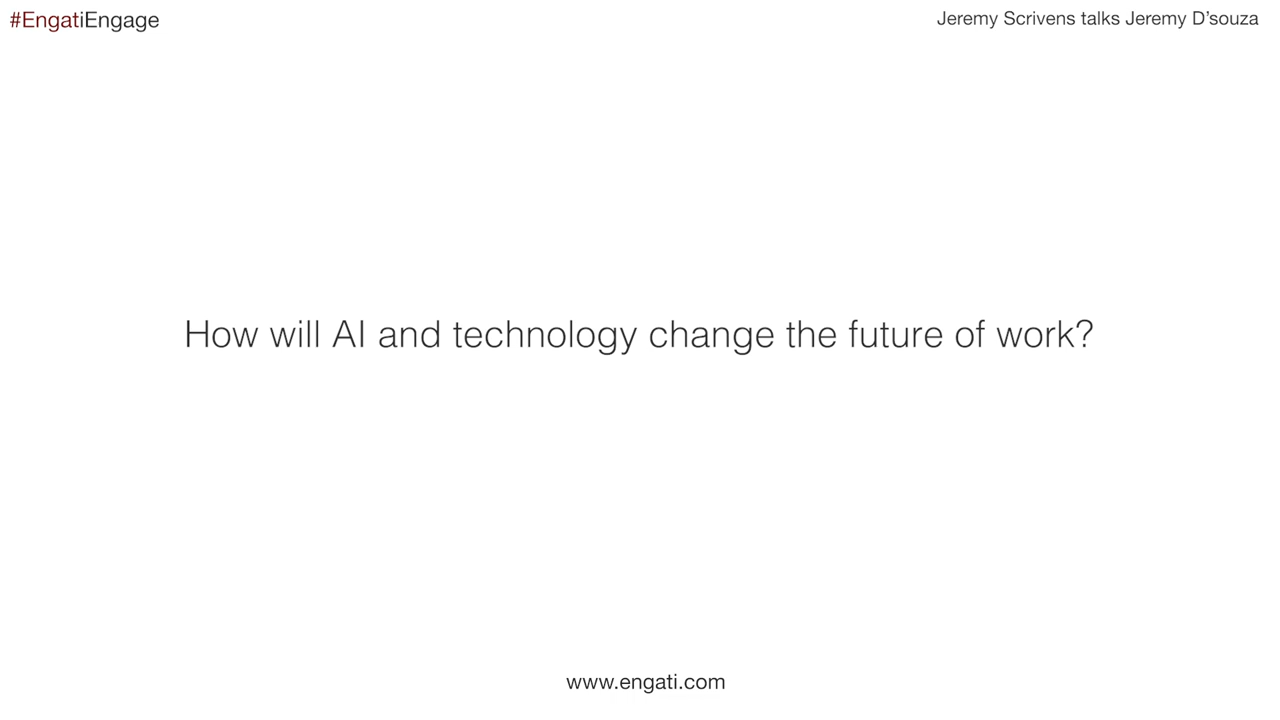 #EngatiEngage
Jeremy Scrivens talks Jeremy D’souza
How will AI and technology change the future of work?
www.engati.com